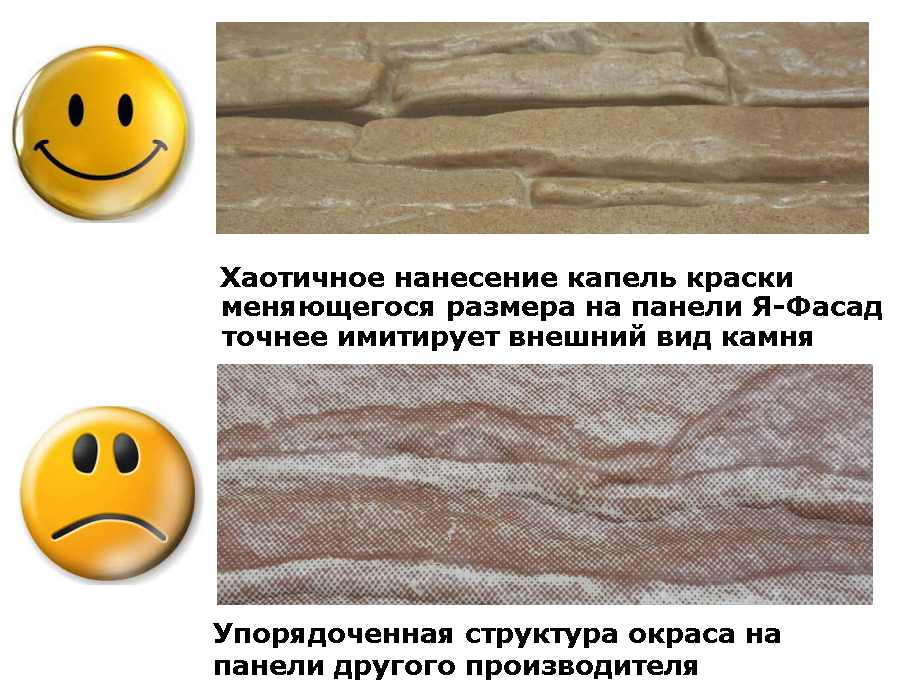 Хаотичное нанесение капель краски
меняющегося размера на панели Я-Фасад
точнее имитирует внешний вид камня
Упорядоченная структура окраса на
панели другого производителя